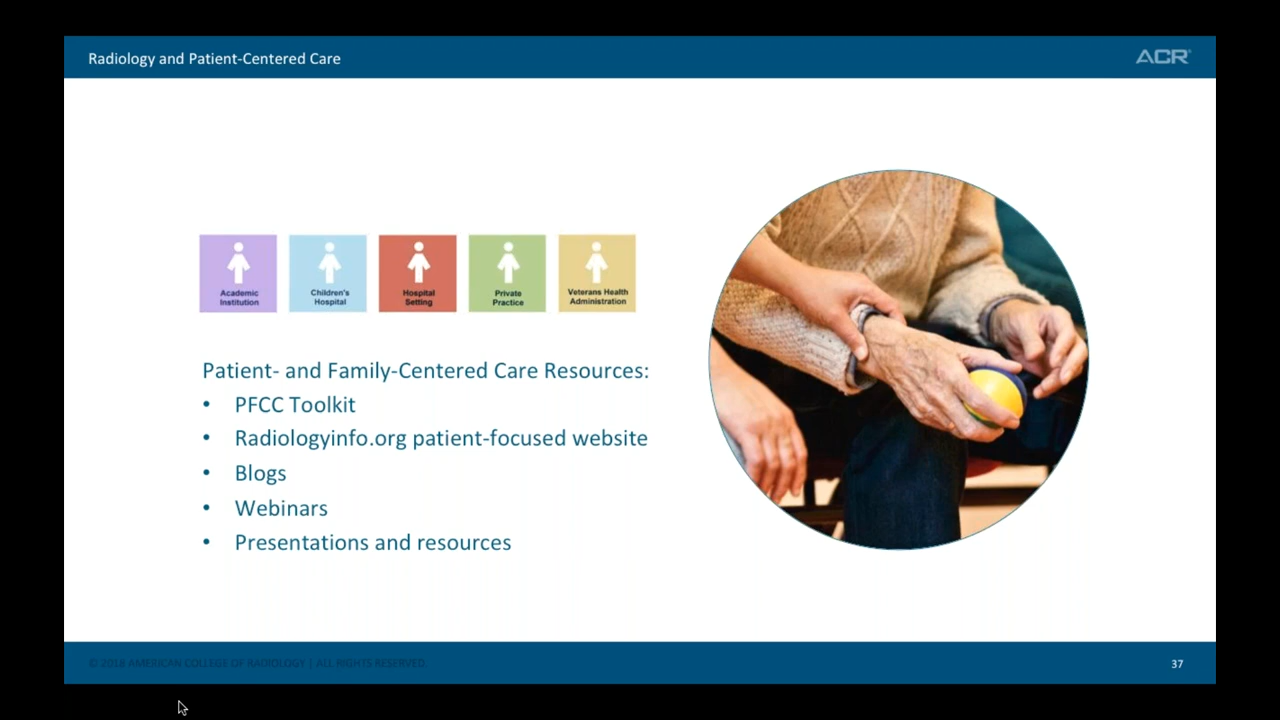 Radiology and Patient-Centered Care
ACR®
Academic
Institution
Children's
Hospital
Hospital
Setting
Private
Practice
Veterans Health
Administration
Patient- and Family-Centered Care Resources:
• PFCC Toolkit
• Radiologyinfo.org patient-focused website
• Blogs
• Webinars
• Presentations and resources
© 2018 AMERICAN COLLEGE OF RADIOLOGY | ALL RIGHTS RESERVED.
37